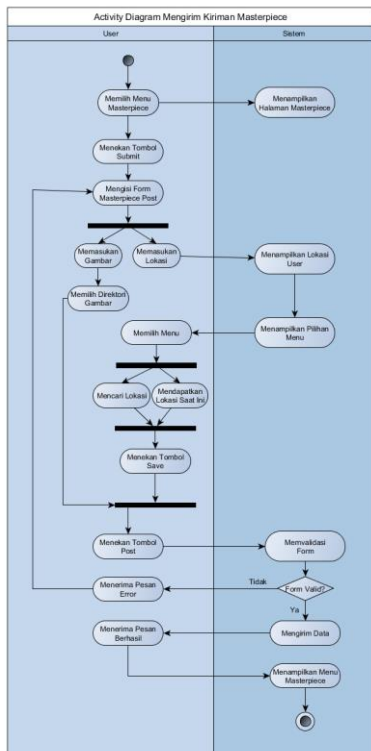 Activity Diagram Mengirim Kiriman Masterpiece
User
Sistem
Memilih Menu
Masterpiece
Menampilkan
Halaman Masterpiece
Menekan Tombol
Submit
Mengisi Form
Masterpiece Post
Memasukan
Gambar
Memasukan
Lokasi
Menampilkan Lokasi
User
Memilih Direktori
Gambar
Memilih Menu
Menampilkan Pilihan
Menu
Mencari Lokasi
Mendapatkan
Lokasi Saat Ini
Menekan Tombol
Save
Menekan Tombol
Post
Memvalidasi
Form
Menerima Pesan
Error
Tidak
Form Valid?
Ya
Menerima Pesan
Berhasil
Mengirim Data
Menampilkan Menu
Masterpiece